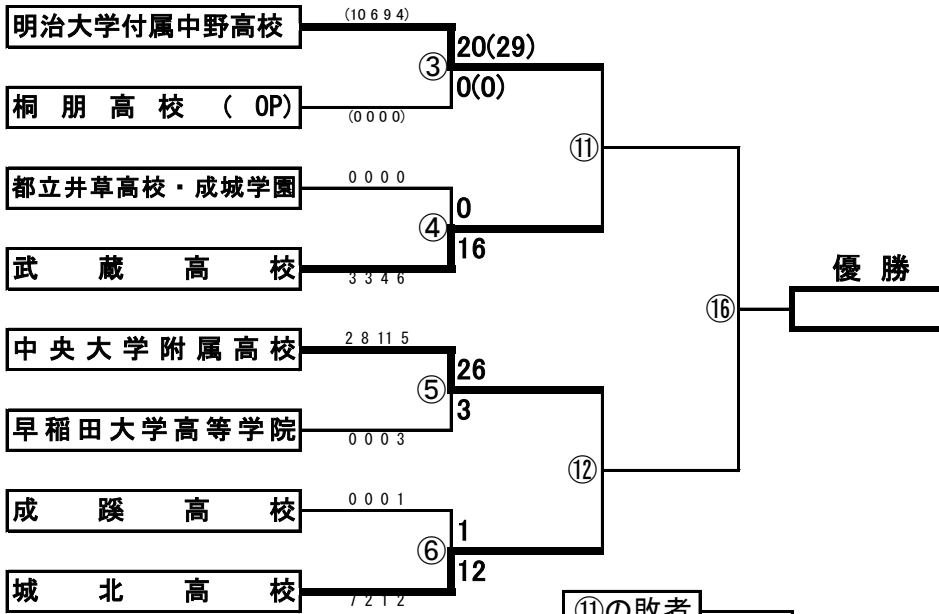 明治大学付属中野高校
(10 6 9 4)
③
20(29)
0(0)
桐朋高校(OP)
(0 0 0 0)
⑪
都立井草高校・成城学園
0 0 0 0
④
0
16
武蔵高校
3 3 4 6
優勝
⑯
中央大学附属高校
2 8 11 5
⑤
26
3
早稲田大学高等学院
0 0 0 3
⑫
成蹊高校
0 0 0 1
⑥
1
12
城北高校
7 2 1 2
⑪の敗者